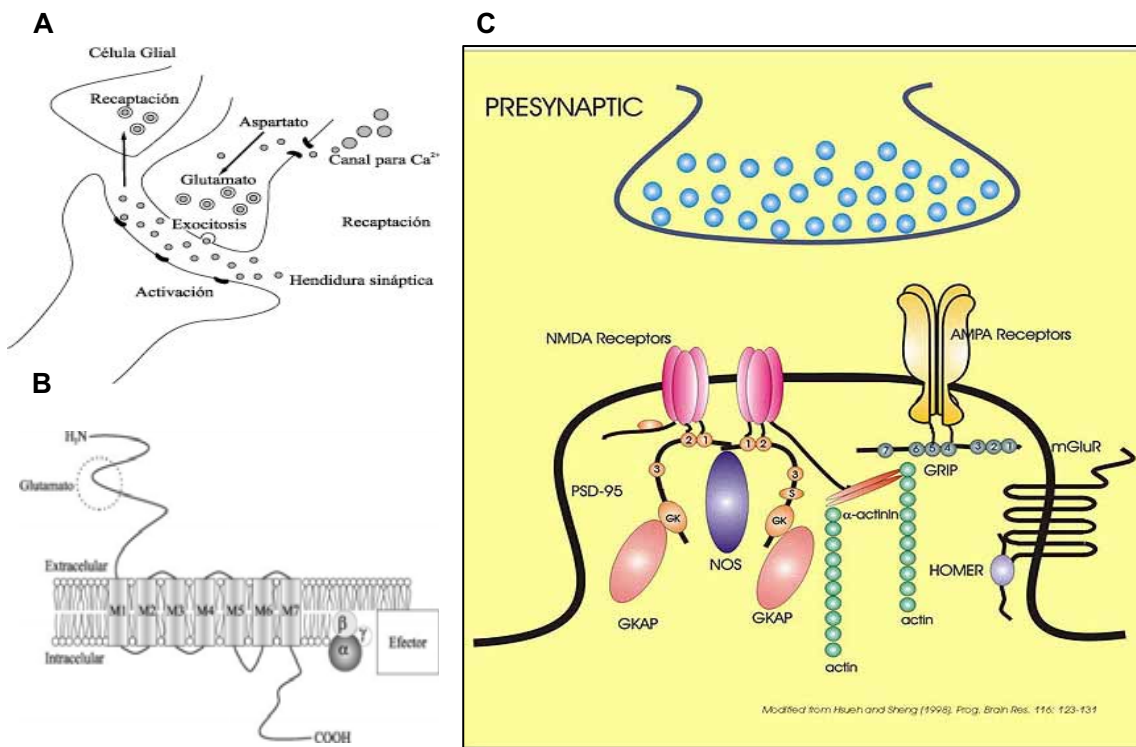 A
Célula Glial
Recaptación
Aspartato
Canal para Ca²⁺
Glutamato
Exocitosis
Recaptación
Hendidura sináptica
Activación
B
H₂N
Glutamato
Extracelular
M1 M2 M3 M4 M5 M6 M7
β
γ
α
Efector
Intracelular
COOH
C
PRESYNAPTIC
NMDA Receptors
AMPA Receptors
2 1
1 2
7 6 5 4 3 2 1
mGluR
GRIP
3
3
PSD-95
S
α-actinin
GK
GK
NOS
HOMER
GKAP
GKAP
actin
actin
Modified from Hsueh and Sheng (1998). Prog. Brain Res. 116: 123-131